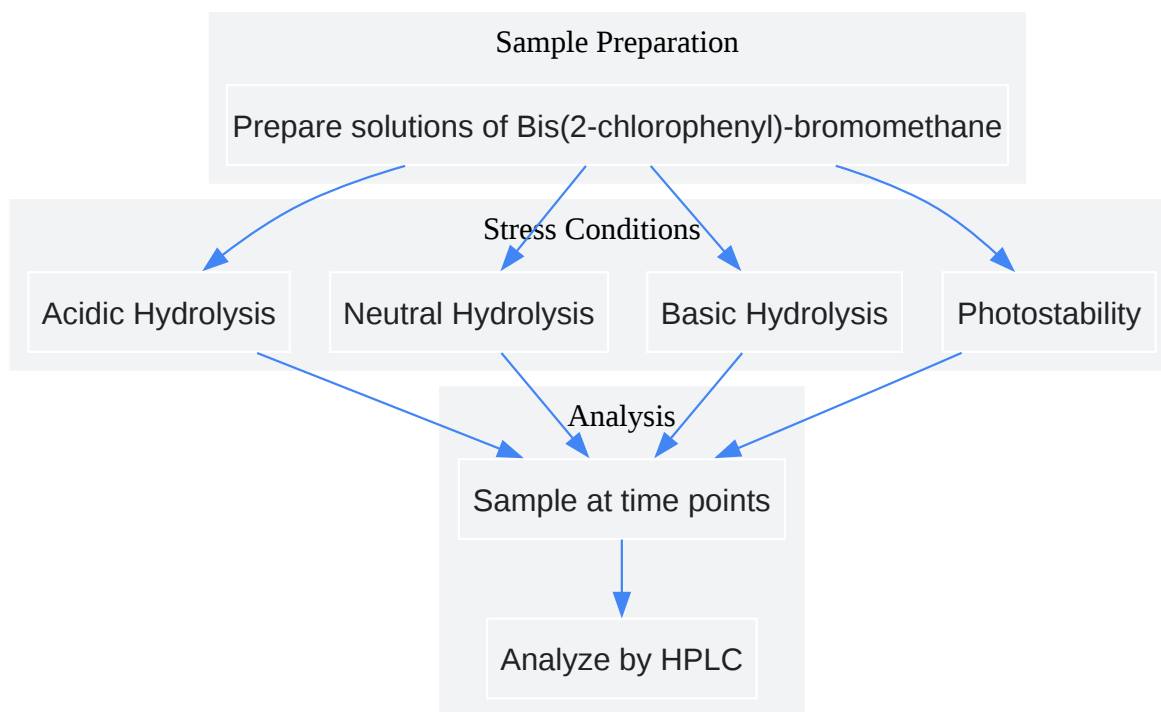 Sample Preparation
Prepare solutions of Bis(2-chlorophenyl)-bromomethane
Stress Conditions
Acidic Hydrolysis
Neutral Hydrolysis
Basic Hydrolysis
Photostability
Analysis
Sample at time points
Analyze by HPLC